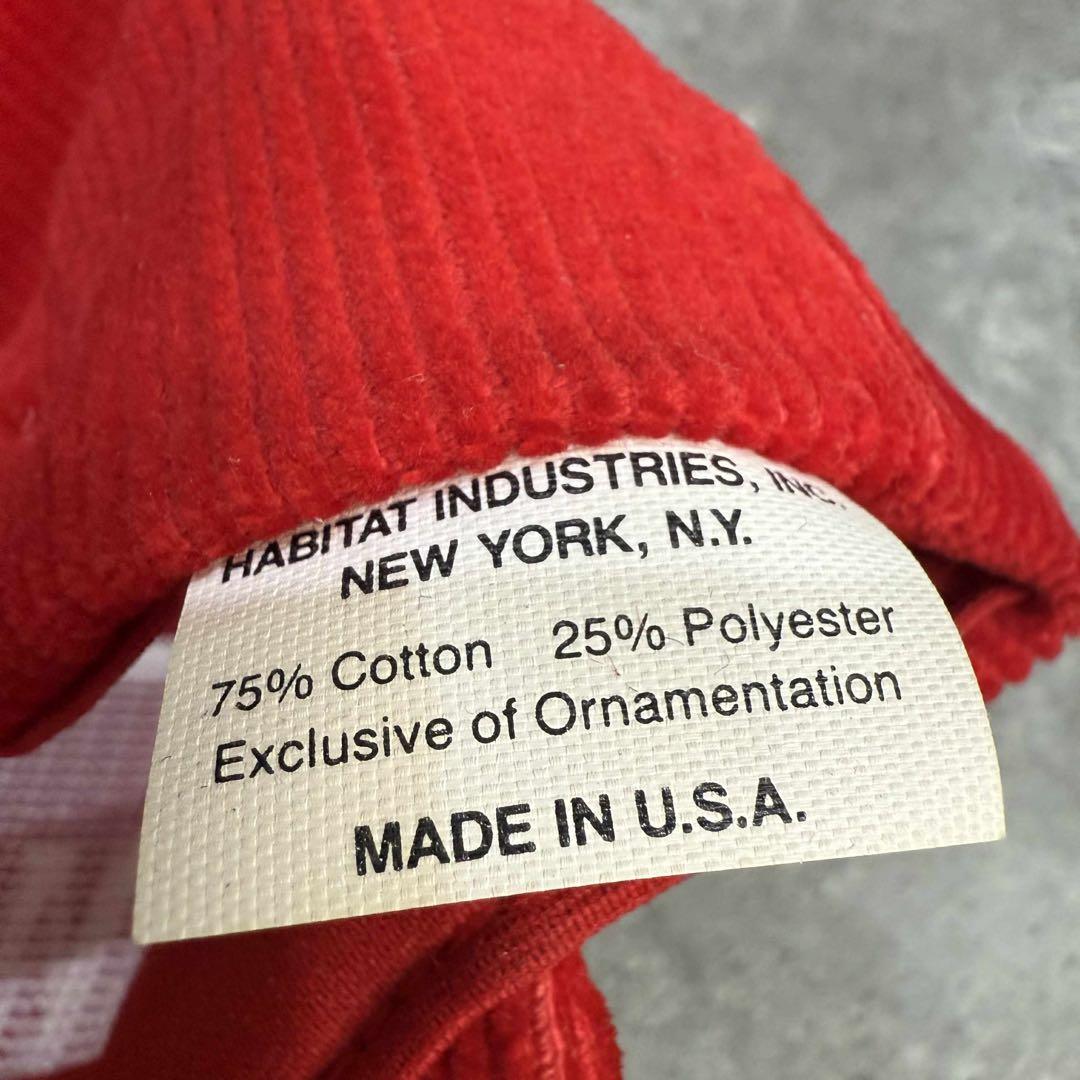 HABITAT INDUSTRIES, INC.
NEW YORK, N.Y.
75% Cotton 25% Polyester
Exclusive of Ornamentation
MADE IN U.S.A.